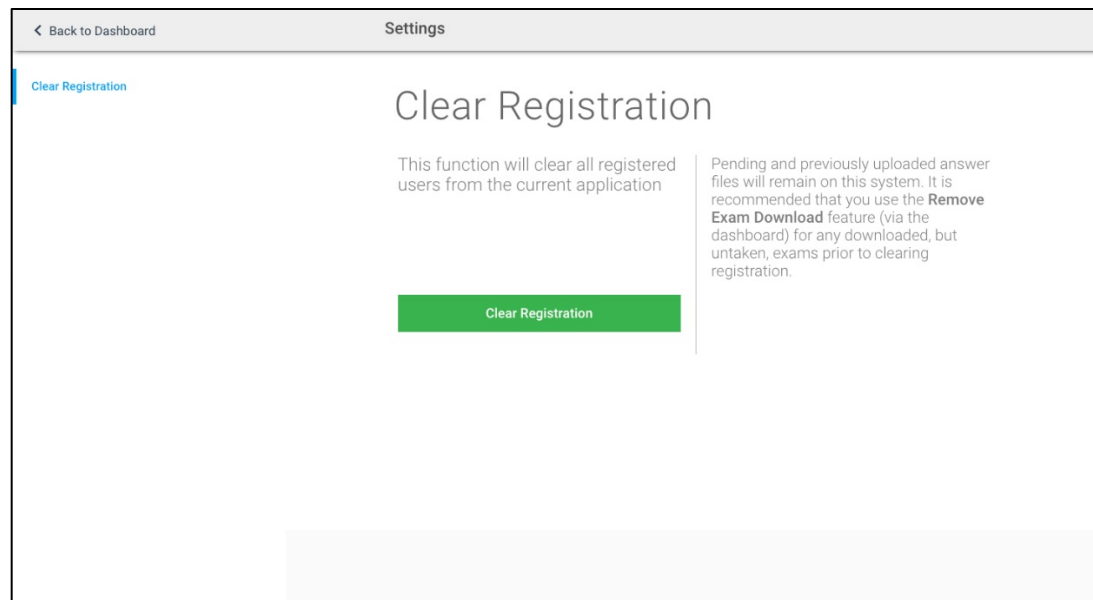 Back to Dashboard
Settings
Clear Registration
Clear Registration
This function will clear all registered
users from the current application
Pending and previously uploaded answer
files will remain on this system. It is
recommended that you use the Remove
Exam Download feature (via the
dashboard) for any downloaded, but
untaken, exams prior to clearing
registration.
Clear Registration